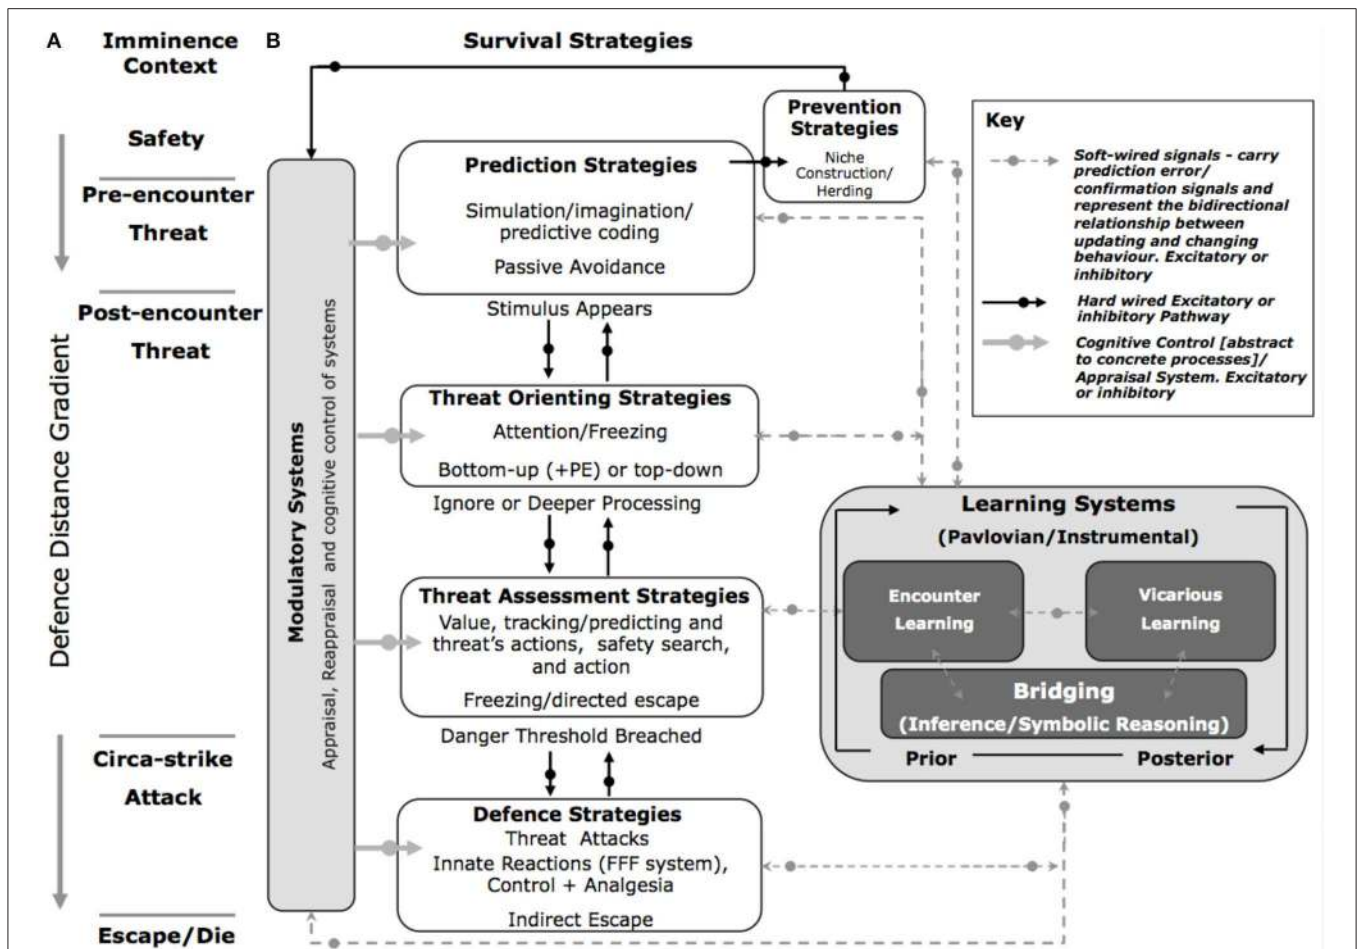 A
Imminence
Context
Safety
Pre-encounter
Threat
Post-encounter
Threat
Circa-strike
Attack
Escape/Die
Defence Distance Gradient
B
Survival Strategies
Modulatory Systems
Appraisal, Reappraisal and cognitive control of systems
Prevention
Strategies
Niche
Construction/
Herding
Prediction Strategies
Simulation/imagination/
predictive coding
Passive Avoidance
Stimulus Appears
Threat Orienting Strategies
Attention/Freezing
Bottom-up (+PE) or top-down
Ignore or Deeper Processing
Threat Assessment Strategies
Value, tracking/predicting and
threat's actions, safety search,
and action
Freezing/directed escape
Danger Threshold Breached
Defence Strategies
Threat Attacks
Innate Reactions (FFF system),
Control + Analgesia
Indirect Escape
Key
Soft-wired signals - carry
prediction error/
confirmation signals and
represent the bidirectional
relationship between
updating and changing
behaviour. Excitatory or
inhibitory
Hard wired Excitatory or
inhibitory Pathway
Cognitive Control [abstract
to concrete processes]/
Appraisal System. Excitatory
or inhibitory
Learning Systems
(Pavlovian/Instrumental)
Encounter
Learning
Vicarious
Learning
Bridging
(Inference/Symbolic Reasoning)
Prior
Posterior